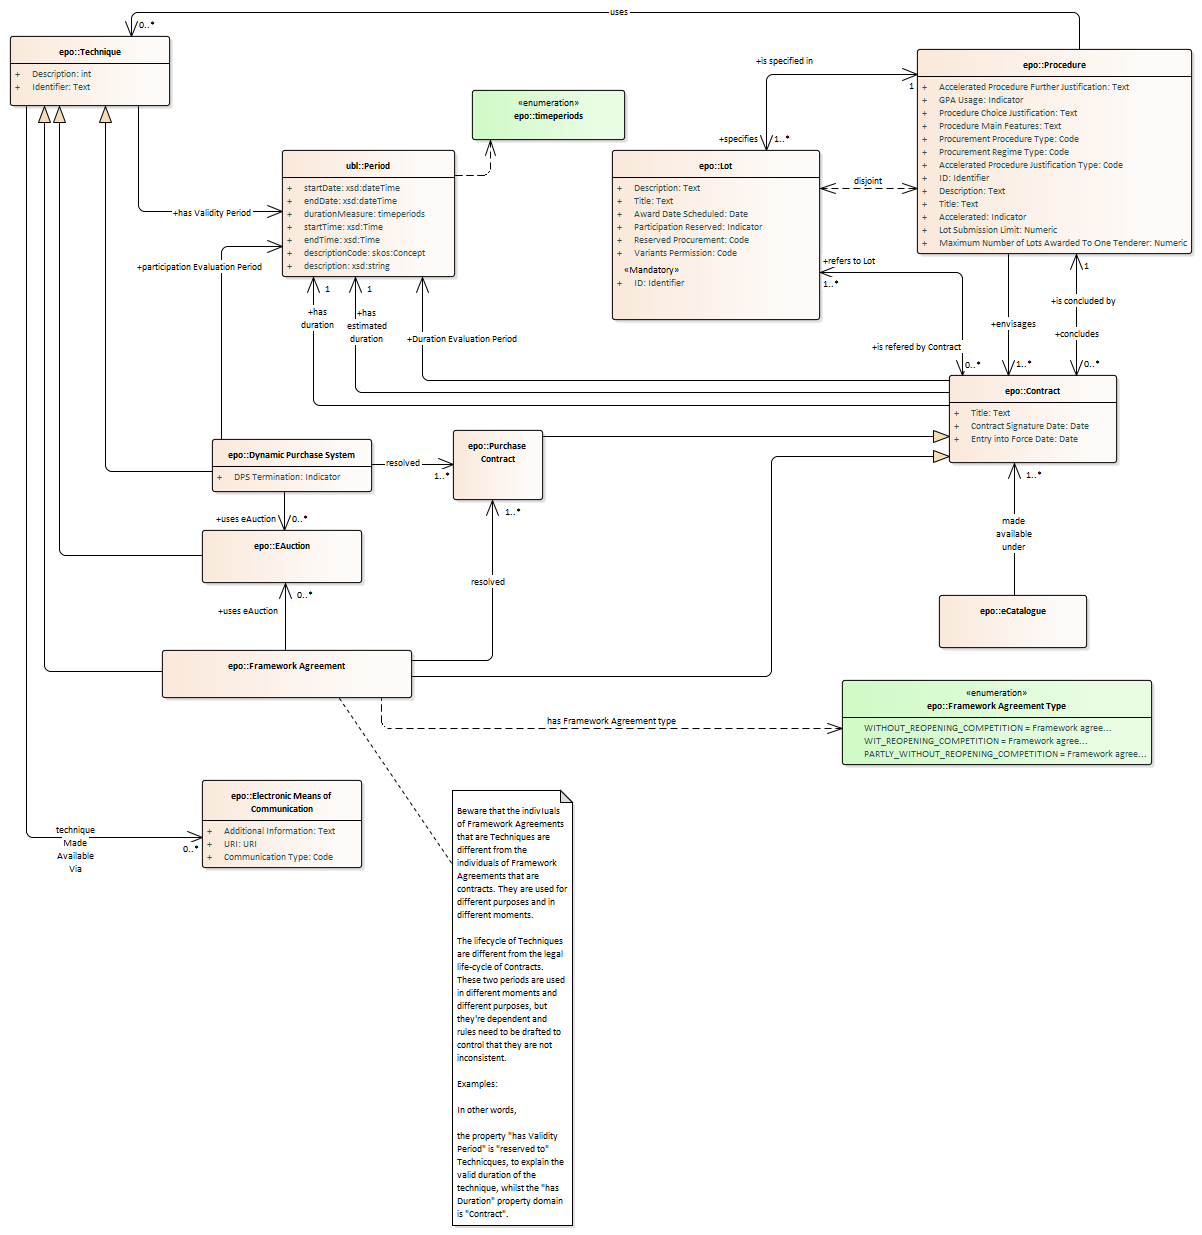 uses
0..*
epo::Technique
+ Description: int
+ Identifier: Text
+is specified in
1
epo::Procedure
+ Accelerated Procedure Further Justification: Text
+ GPA Usage: Indicator
+ Procedure Choice Justification: Text
+ Procedure Main Features: Text
+ Procurement Procedure Type: Code
+ Procurement Regime Type: Code
+ Accelerated Procedure Justification Type: Code
+ ID: Identifier
+ Description: Text
+ Title: Text
+ Accelerated: Indicator
+ Lot Submission Limit: Numeric
+ Maximum Number of Lots Awarded To One Tenderer: Numeric
«enumeration»
epo::timeperiods
+specifies
1..*
ubl::Period
+ startDate: xsd:dateTime
+ endDate: xsd:dateTime
+ durationMeasure: timeperiods
+ startTime: xsd:Time
+ endTime: xsd:Time
+ descriptionCode: skos:Concept
+ description: xsd:string
epo::Lot
+ Description: Text
+ Title: Text
+ Award Date Scheduled: Date
+ Participation Reserved: Indicator
+ Reserved Procurement: Code
+ Variants Permission: Code
«Mandatory»
+ ID: Identifier
disjoint
+has Validity Period
+participation Evaluation Period
+refers to Lot
1..*
1
+has
duration
1
+has
estimated
duration
+Duration Evaluation Period
+is refered by Contract
0..*
+envisages
1..*
1
+is concluded by
+concludes
0..*
epo::Contract
+ Title: Text
+ Contract Signature Date: Date
+ Entry into Force Date: Date
epo::Dynamic Purchase System
+ DPS Termination: Indicator
resolved
1..*
epo::Purchase
Contract
+uses eAuction
0..*
epo::EAuction
1..*
1..*
made
available
under
0..*
+uses eAuction
resolved
epo::eCatalogue
epo::Framework Agreement
has Framework Agreement type
«enumeration»
epo::Framework Agreement Type
WITHOUT_REOPENING_COMPETITION = Framework agree...
WIT_REOPENING_COMPETITION = Framework agree...
PARTLY_WITHOUT_REOPENING_COMPETITION = Framework agree...
technique
Made
Available
Via
0..*
epo::Electronic Means of
Communication
+ Additional Information: Text
+ URI: URI
+ Communication Type: Code
Beware that the indiviuals
of Framework Agreements
that are Techniques are
different from the
individuals of Framework
Agreements that are
contracts. They are used for
different purposes and in
different moments.
The lifecycle of Techniques
are different from the legal
life-cycle of Contracts.
These two periods are used
in different moments and
different purposes, but
they're dependent and
rules need to be drafted to
control that they are not
inconsistent.
Examples:
In other words,
the property "has Validity
Period" is "reserved to"
Technicques, to explain the
valid duration of the
technique, whilst the "has
Duration" property domain
is "Contract".